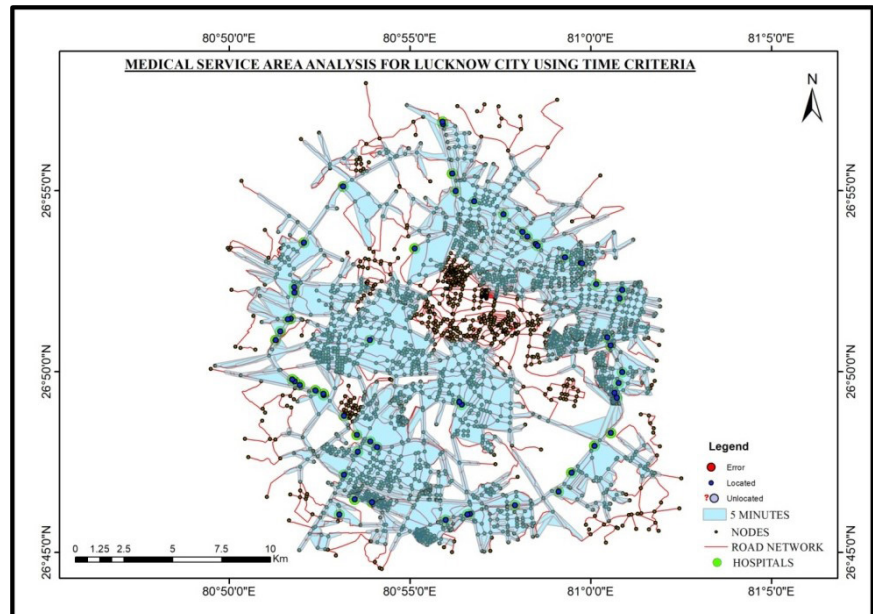 80°50'0"E 80°55'0"E 81°0'0"E 81°5'0"E
MEDICAL SERVICE AREA ANALYSIS FOR LUCKNOW CITY USING TIME CRITERIA
N
26°55'0"N 26°55'0"N
26°50'0"N 26°50'0"N
Legend
Error
Located
? Unlocated
5 MINUTES
NODES
ROAD NETWORK
HOSPITALS
0 1.25 2.5 5 7.5 10
Km
26°45'0"N 26°45'0"N
80°50'0"E 80°55'0"E 81°0'0"E 81°5'0"E